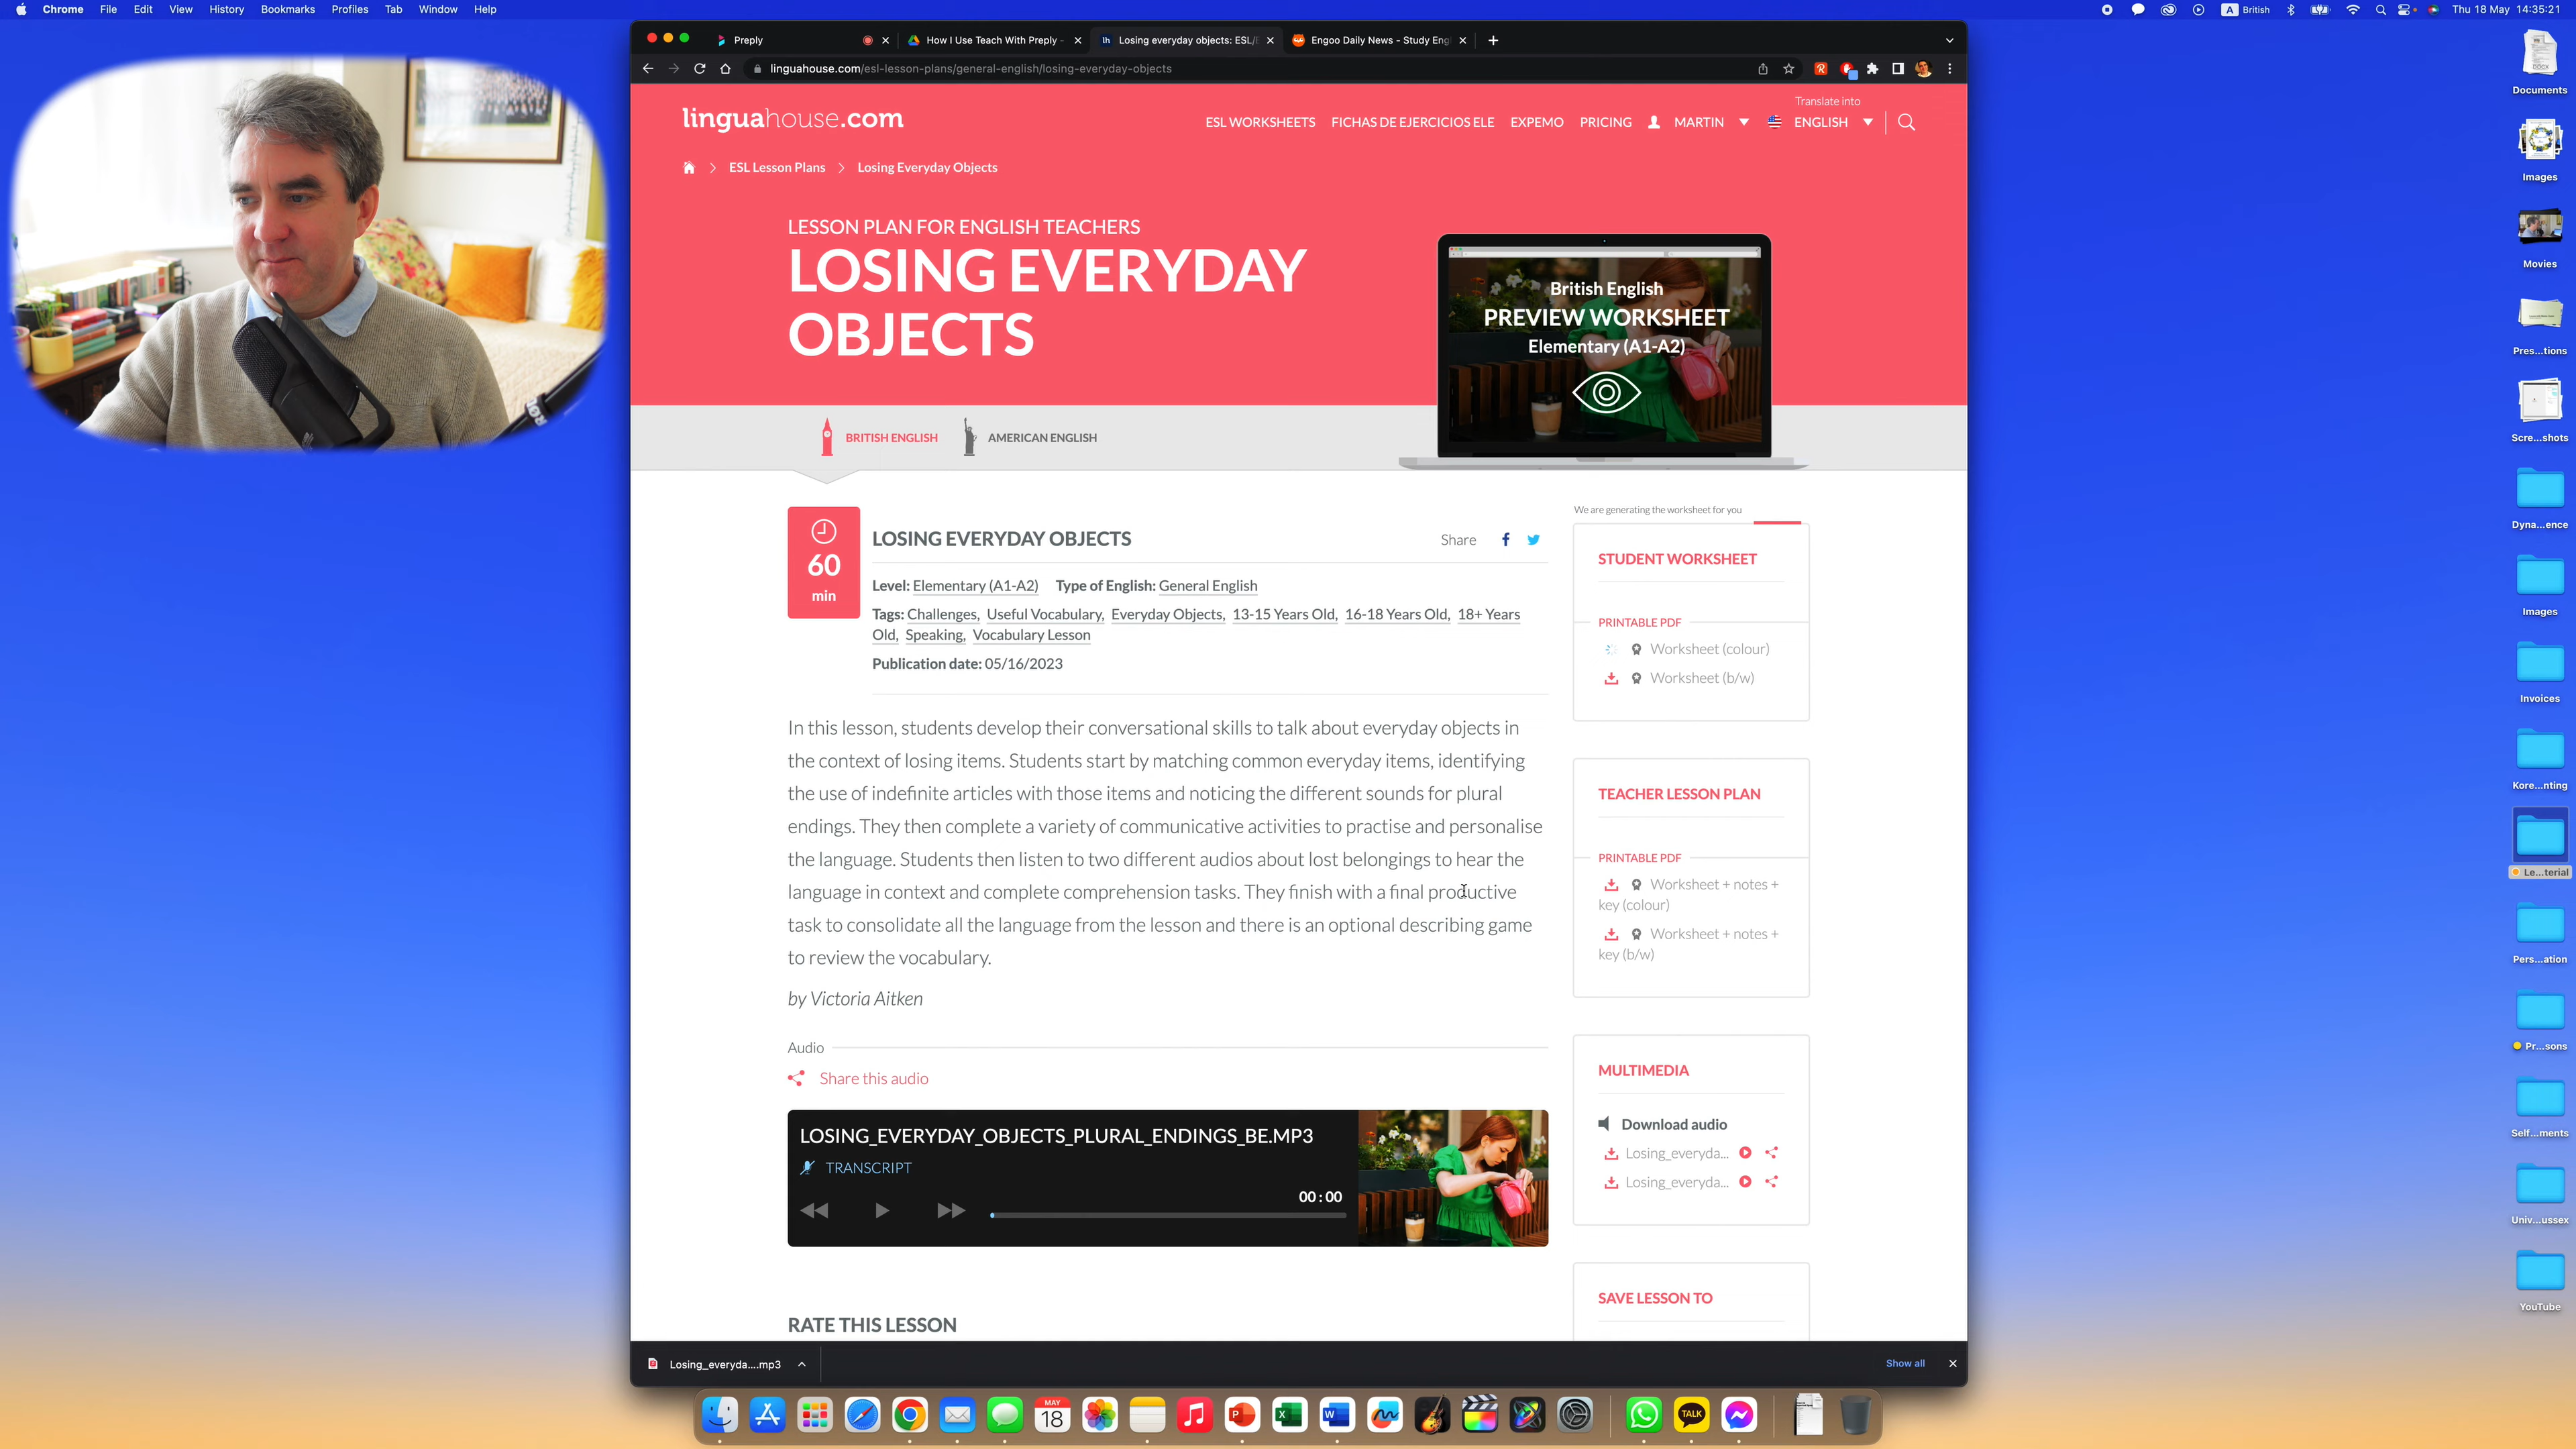 Chrome File Edit View History Bookmarks Profiles Tab Window Help
A British
Thu 18 May 14:35:21
Preply
How I Use Teach With Preply -
lh Losing everyday objects: ESL/E
Engoo Daily News - Study Eng
linguahouse.com/esl-lesson-plans/general-english/losing-everyday-objects
linguahouse.com
Translate into
ESL WORKSHEETS FICHAS DE EJERCICIOS ELE EXPEMO PRICING MARTIN ENGLISH
ESL Lesson Plans Losing Everyday Objects
LESSON PLAN FOR ENGLISH TEACHERS
LOSING EVERYDAY
OBJECTS
British English
PREVIEW WORKSHEET
Elementary (A1-A2)
BRITISH ENGLISH AMERICAN ENGLISH
60
min
LOSING EVERYDAY OBJECTS
Share
Level: Elementary (A1-A2) Type of English: General English
Tags: Challenges, Useful Vocabulary, Everyday Objects, 13-15 Years Old, 16-18 Years Old, 18+ Years
Old, Speaking, Vocabulary Lesson
Publication date: 05/16/2023
In this lesson, students develop their conversational skills to talk about everyday objects in
the context of losing items. Students start by matching common everyday items, identifying
the use of indefinite articles with those items and noticing the different sounds for plural
endings. They then complete a variety of communicative activities to practise and personalise
the language. Students then listen to two different audios about lost belongings to hear the
language in context and complete comprehension tasks. They finish with a final productive
task to consolidate all the language from the lesson and there is an optional describing game
to review the vocabulary.
by Victoria Aitken
Audio
Share this audio
LOSING_EVERYDAY_OBJECTS_PLURAL_ENDINGS_BE.MP3
TRANSCRIPT
00:00
RATE THIS LESSON
We are generating the worksheet for you
STUDENT WORKSHEET
PRINTABLE PDF
Worksheet (colour)
Worksheet (b/w)
TEACHER LESSON PLAN
PRINTABLE PDF
Worksheet + notes +
key (colour)
Worksheet + notes +
key (b/w)
MULTIMEDIA
Download audio
Losing_everyda...
Losing_everyda...
SAVE LESSON TO
Losing_everyda....mp3
Show all
MAY
18
TALK
DOCX
Documents
Images
Movies
Pres...tions
Scre...shots
Dyna...ence
Images
Invoices
Kore...nting
Le...terial
Pers...ation
Pr...sons
Self...ments
Univ...ussex
YouTube